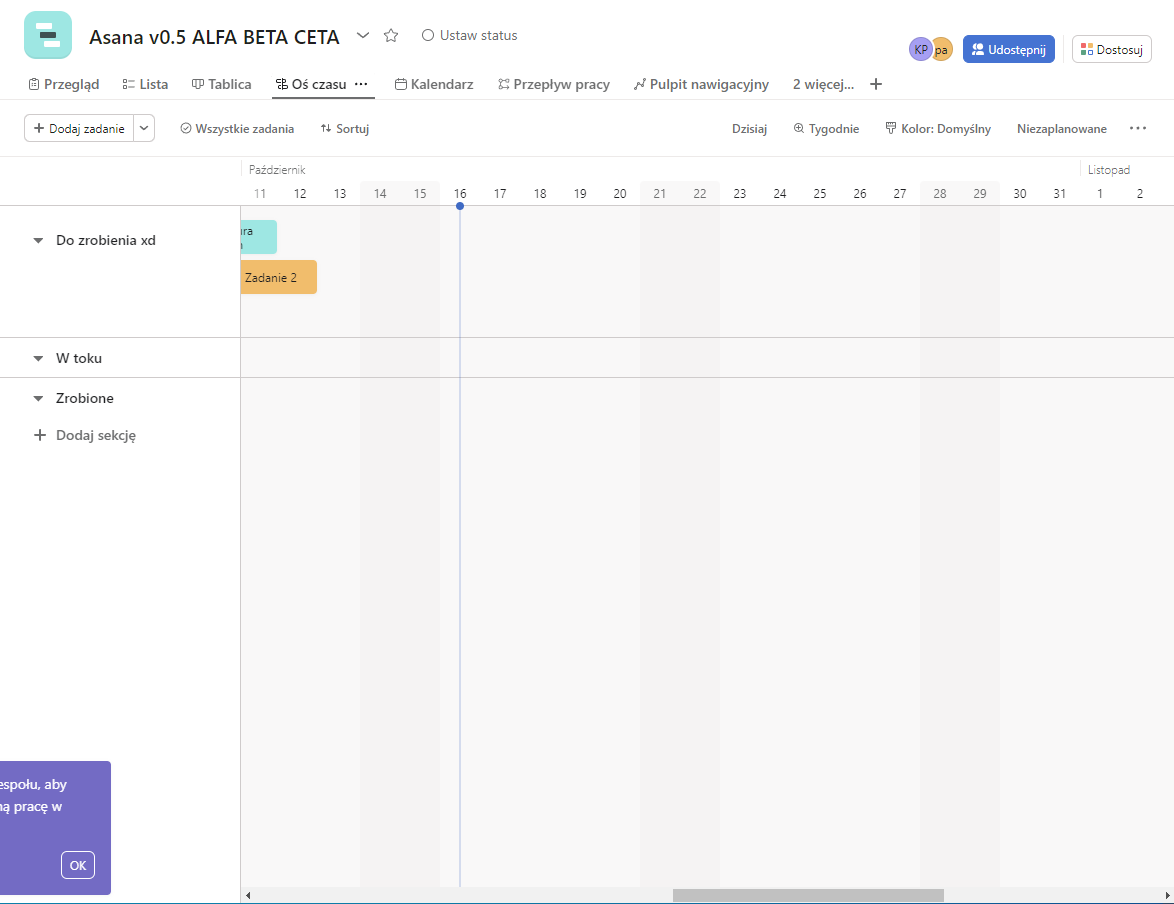 Asana v0.5 ALFA BETA CETA
Ustaw status
KP pa Udostępnij Dostosuj
Przegląd Lista Tablica Oś czasu ... Kalendarz Przepływ pracy Pulpit nawigacyjny 2 więcej... +
+ Dodaj zadanie Wszystkie zadania Sortuj Dzisiaj Tygodnie Kolor: Domyślny Niezaplanowane ...
Październik Listopad
11 12 13 14 15 16 17 18 19 20 21 22 23 24 25 26 27 28 29 30 31 1 2
Do zrobienia xd
Zadanie 2
W toku
Zrobione
+ Dodaj sekcję
espołu, aby
pracę w
OK